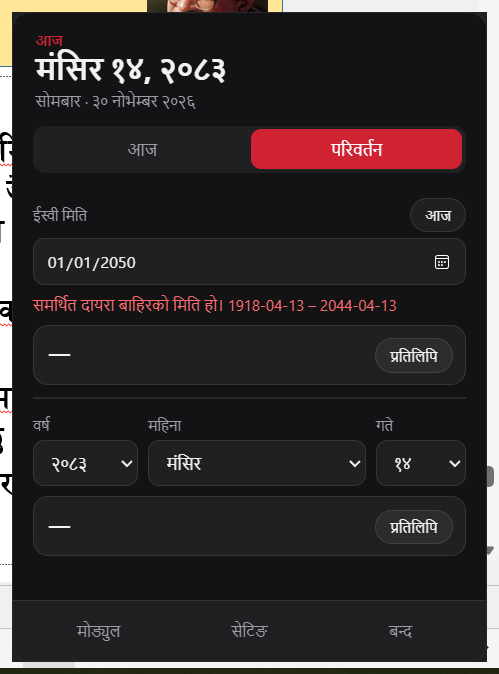 आज
मंसिर १४, २०८३
सोमबार · ३० नोभेम्बर २०२६
आज
परिवर्तन
ईस्वी मिति
आज
01/01/2050
समर्थित दायरा बाहिरको मिति हो। 1918-04-13 – 2044-04-13
—
प्रतिलिपि
वर्ष महिना गते
२०८३ मंसिर १४
—
प्रतिलिपि
मोड्युल सेटिङ बन्द